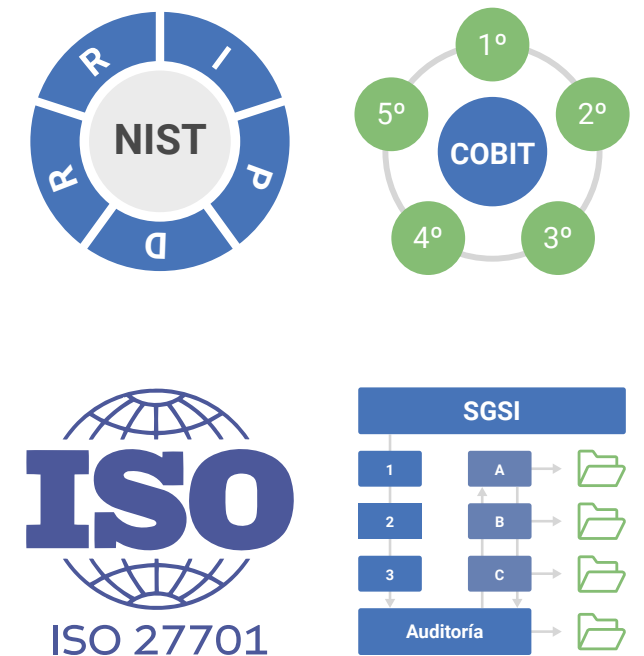 R
I
P
D
R
NIST
1º
2º
3º
4º
5º
COBIT
ISO
ISO 27701
SGSI
1
A
2
B
3
C
Auditoría